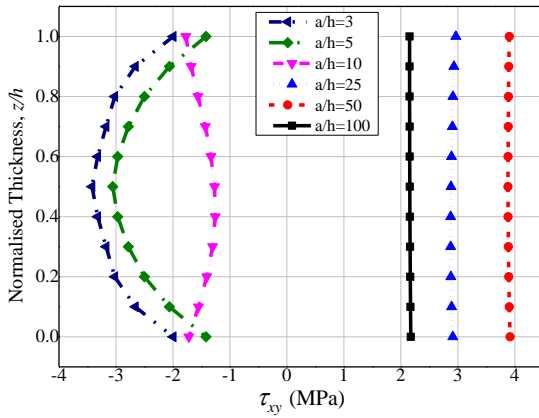 a/h=3
a/h=5
a/h=10
a/h=25
a/h=50
a/h=100
Normalised Thickness, z/h
1.0
0.8
0.6
0.4
0.2
0.0
-4 -3 -2 -1 0 1 2 3 4
τxy (MPa)